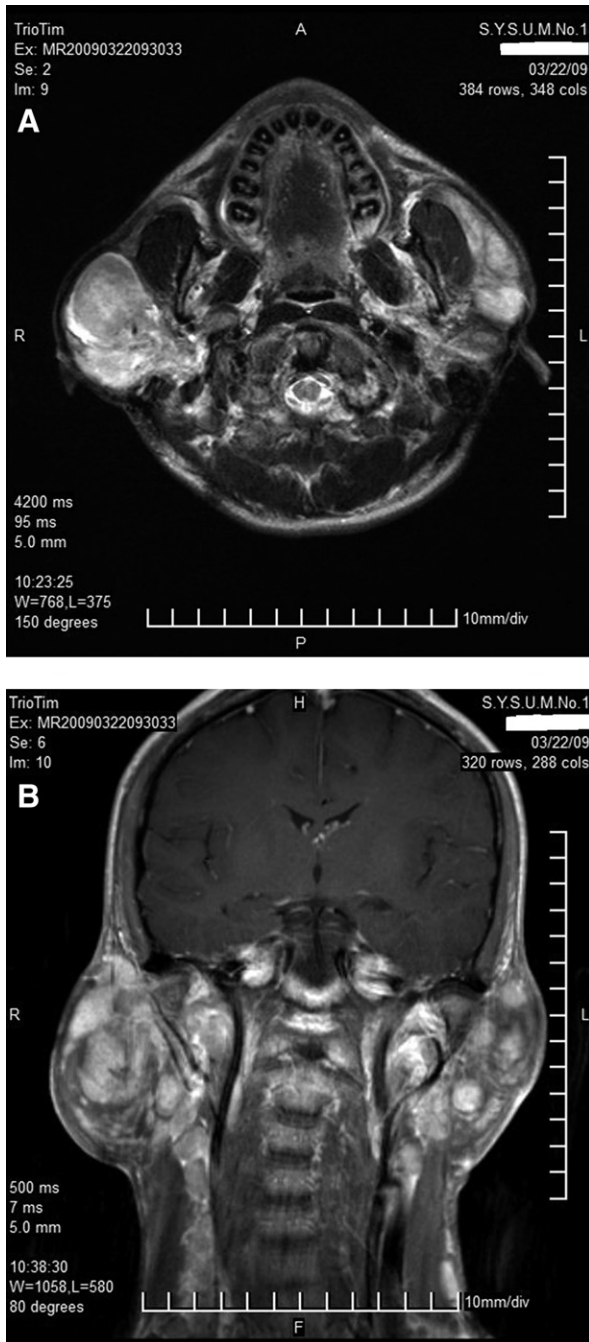 TrioTim
Ex: MR20090322093033
Se: 2
Im: 9
A
A
S.Y.S.U.M.No.1
03/22/09
384 rows, 348 cols
R
L
4200 ms
95 ms
5.0 mm
10:23:25
W=768,L=375
150 degrees
10mm/div
P
TrioTim
Ex: MR20090322093033
Se: 6
Im: 10
B
H
S.Y.S.U.M.No.1
03/22/09
320 rows, 288 cols
R
L
500 ms
7 ms
5.0 mm
10:38:30
W=1058,L=580
80 degrees
10mm/div
F